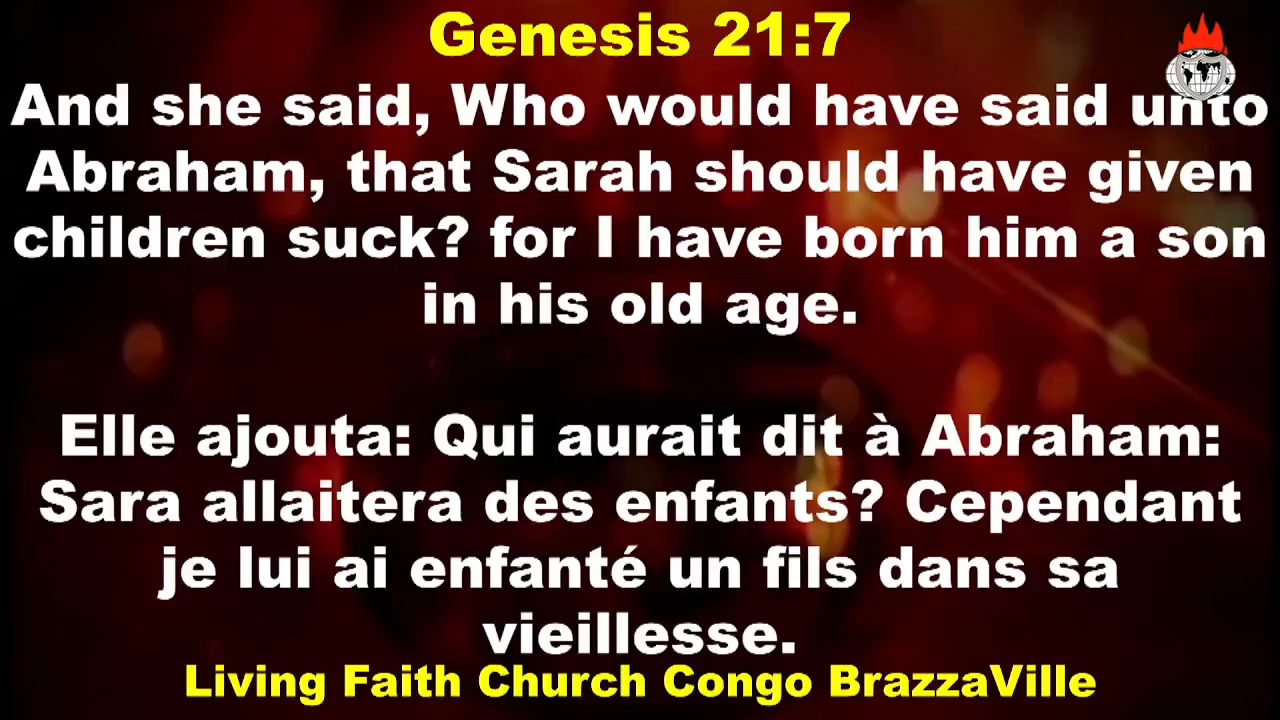 Genesis 21:7
And she said, Who would have said unto
Abraham, that Sarah should have given
children suck? for I have born him a son
in his old age.
Elle ajouta: Qui aurait dit à Abraham:
Sara allaitera des enfants? Cependant
je lui ai enfanté un fils dans sa
vieillesse.
Living Faith Church Congo BrazzaVille